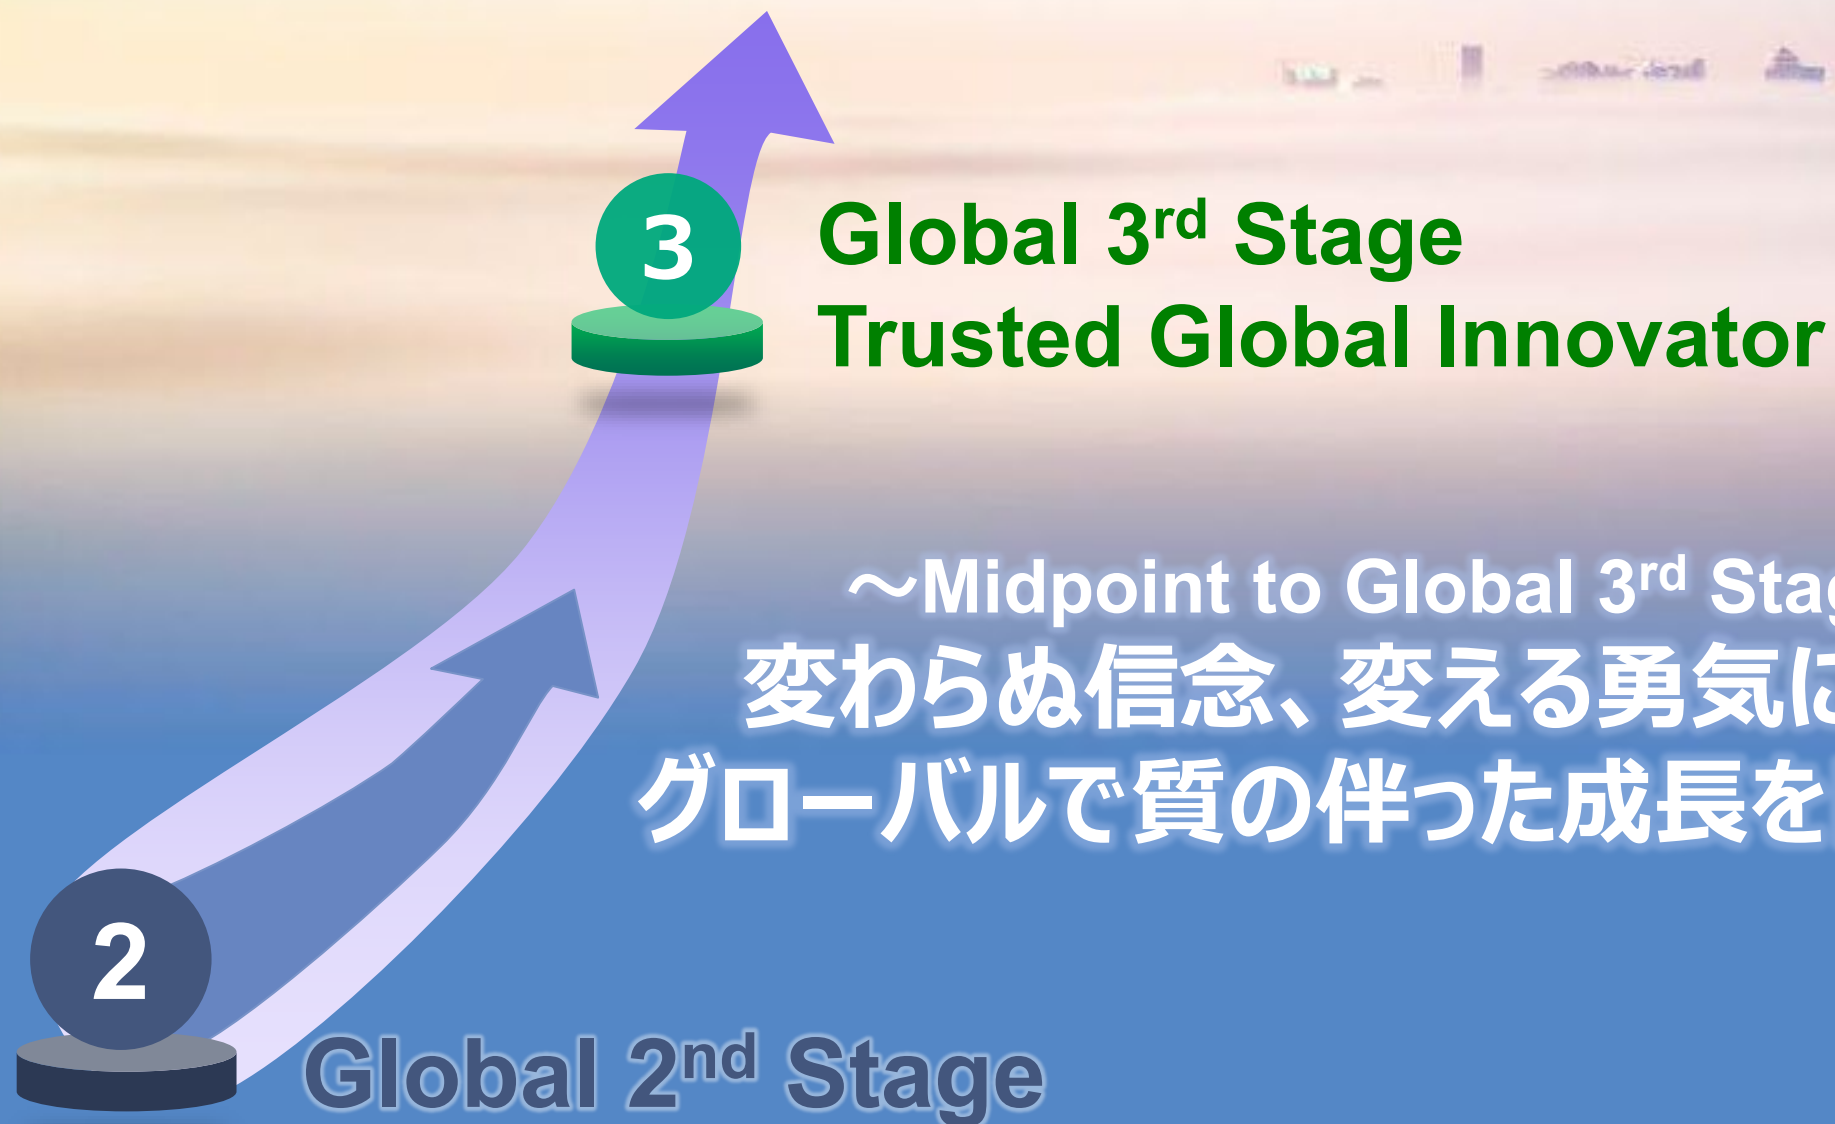 3
Global 3rd Stage
Trusted Global Innovator
～Midpoint to Global 3rd
変わらぬ信念、変える勇気に
グローバルで質の伴った成長を
2
Global 2nd Stage